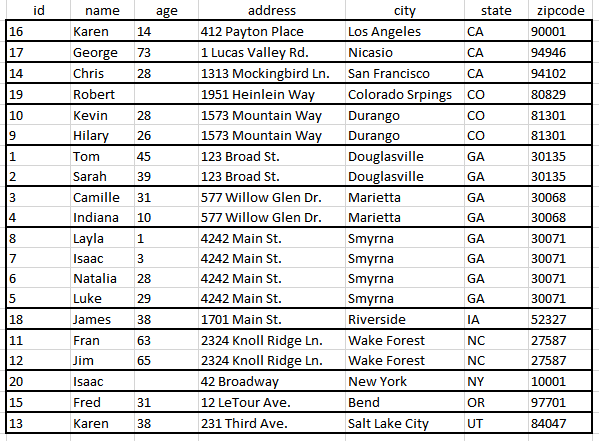 id name age address city state zipcode
16 Karen 14 412 Payton Place Los Angeles CA 90001
17 George 73 1 Lucas Valley Rd. Nicasio CA 94946
14 Chris 28 1313 Mockingbird Ln. San Francisco CA 94102
19 Robert 1951 Heinlein Way Colorado Srpings CO 80829
10 Kevin 28 1573 Mountain Way Durango CO 81301
9 Hilary 26 1573 Mountain Way Durango CO 81301
1 Tom 45 123 Broad St. Douglasville GA 30135
2 Sarah 39 123 Broad St. Douglasville GA 30135
3 Camille 31 577 Willow Glen Dr. Marietta GA 30068
4 Indiana 10 577 Willow Glen Dr. Marietta GA 30068
8 Layla 1 4242 Main St. Smyrna GA 30071
7 Isaac 3 4242 Main St. Smyrna GA 30071
6 Natalia 28 4242 Main St. Smyrna GA 30071
5 Luke 29 4242 Main St. Smyrna GA 30071
18 James 38 1701 Main St. Riverside IA 52327
11 Fran 63 2324 Knoll Ridge Ln. Wake Forest NC 27587
12 Jim 65 2324 Knoll Ridge Ln. Wake Forest NC 27587
20 Isaac 42 Broadway New York NY 10001
15 Fred 31 12 LeTour Ave. Bend OR 97701
13 Karen 38 231 Third Ave. Salt Lake City UT 84047